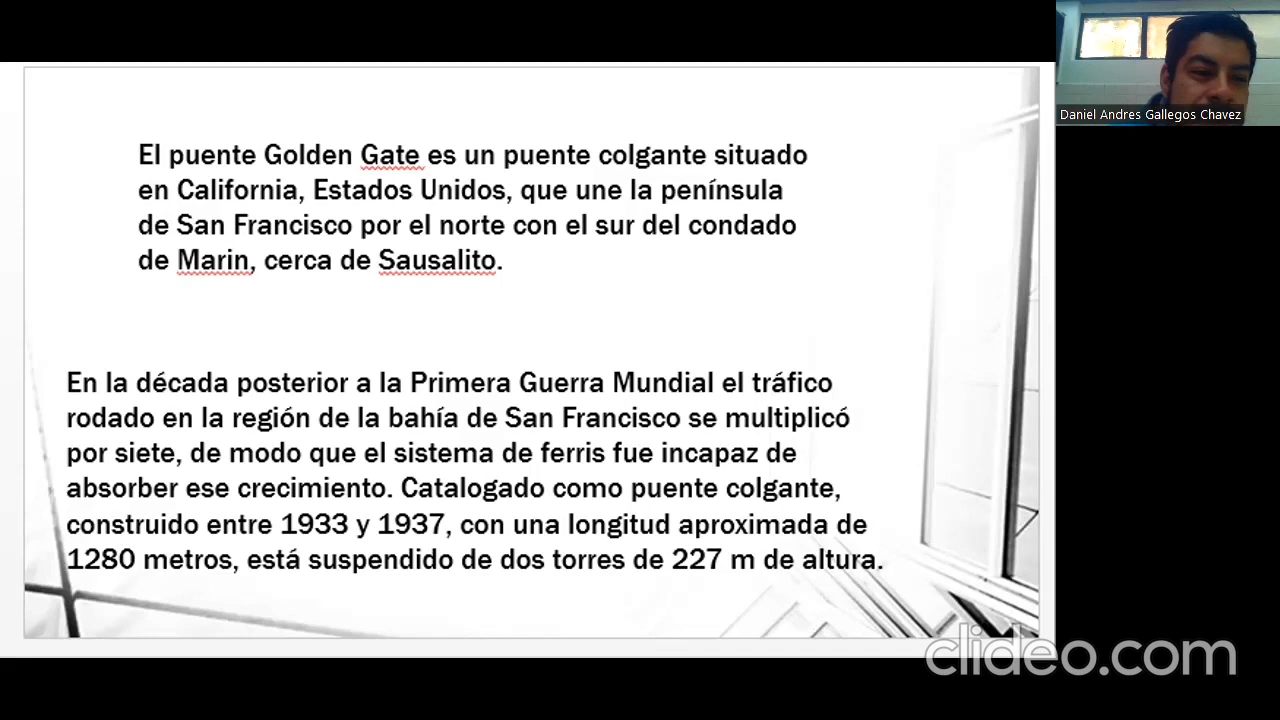 El puente Golden Gate es un puente colgante situado
en California, Estados Unidos, que une la península
de San Francisco por el norte con el sur del condado
de Marin, cerca de Sausalito.
En la década posterior a la Primera Guerra Mundial el tráfico
rodado en la región de la bahía de San Francisco se multiplicó
por siete, de modo que el sistema de ferris fue incapaz de
absorber ese crecimiento. Catalogado como puente colgante,
construido entre 1933 y 1937, con una longitud aproximada de
1280 metros, está suspendido de dos torres de 227 m de altura.
Daniel Andres Gallegos Chavez
clideo.com